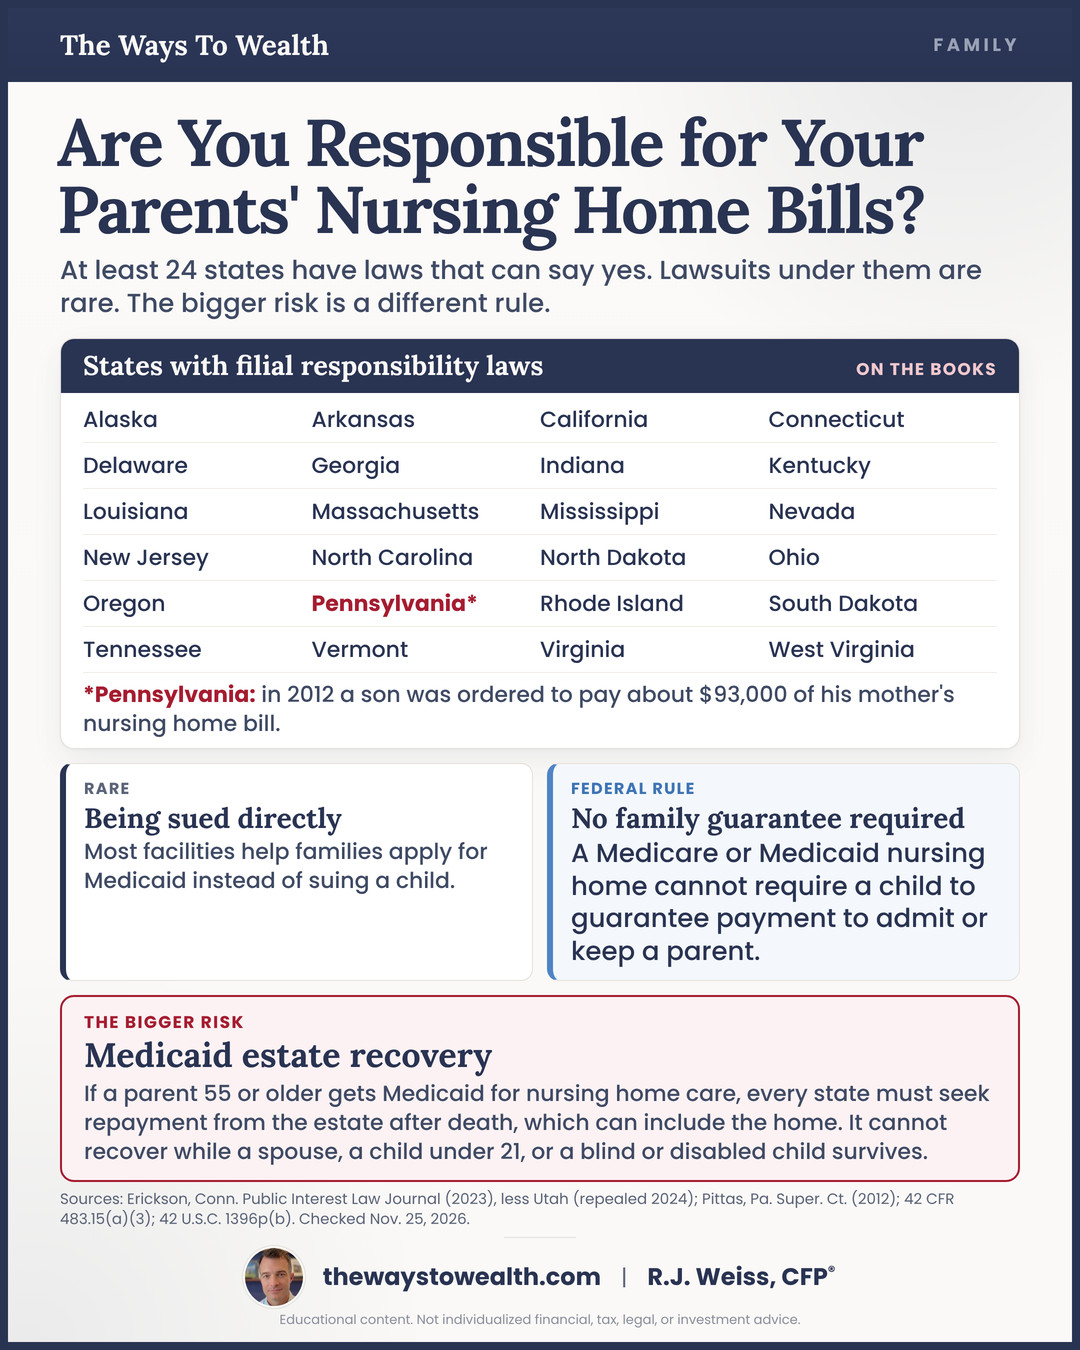 The Ways To Wealth
FAMILY
Are You Responsible for Your
Parents' Nursing Home Bills?
At least 24 states have laws that can say yes. Lawsuits under them are
rare. The bigger risk is a different rule.
States with filial responsibility laws
ON THE BOOKS
Alaska Arkansas California Connecticut
Delaware Georgia Indiana Kentucky
Louisiana Massachusetts Mississippi Nevada
New Jersey North Carolina North Dakota Ohio
Oregon Pennsylvania* Rhode Island South Dakota
Tennessee Vermont Virginia West Virginia
*Pennsylvania: in 2012 a son was ordered to pay about $93,000 of his mother's
nursing home bill.
RARE
Being sued directly
Most facilities help families apply for
Medicaid instead of suing a child.
FEDERAL RULE
No family guarantee required
A Medicare or Medicaid nursing
home cannot require a child to
guarantee payment to admit or
keep a parent.
THE BIGGER RISK
Medicaid estate recovery
If a parent 55 or older gets Medicaid for nursing home care, every state must seek
repayment from the estate after death, which can include the home. It cannot
recover while a spouse, a child under 21, or a blind or disabled child survives.
Sources: Erickson, Conn. Public Interest Law Journal (2023), less Utah (repealed 2024); Pittas, Pa. Super. Ct. (2012); 42 CFR
483.15(a)(3); 42 U.S.C. 1396p(b). Checked Nov. 25, 2026.
thewaystowealth.com | R.J. Weiss, CFP®
Educational content. Not individualized financial, tax, legal, or investment advice.